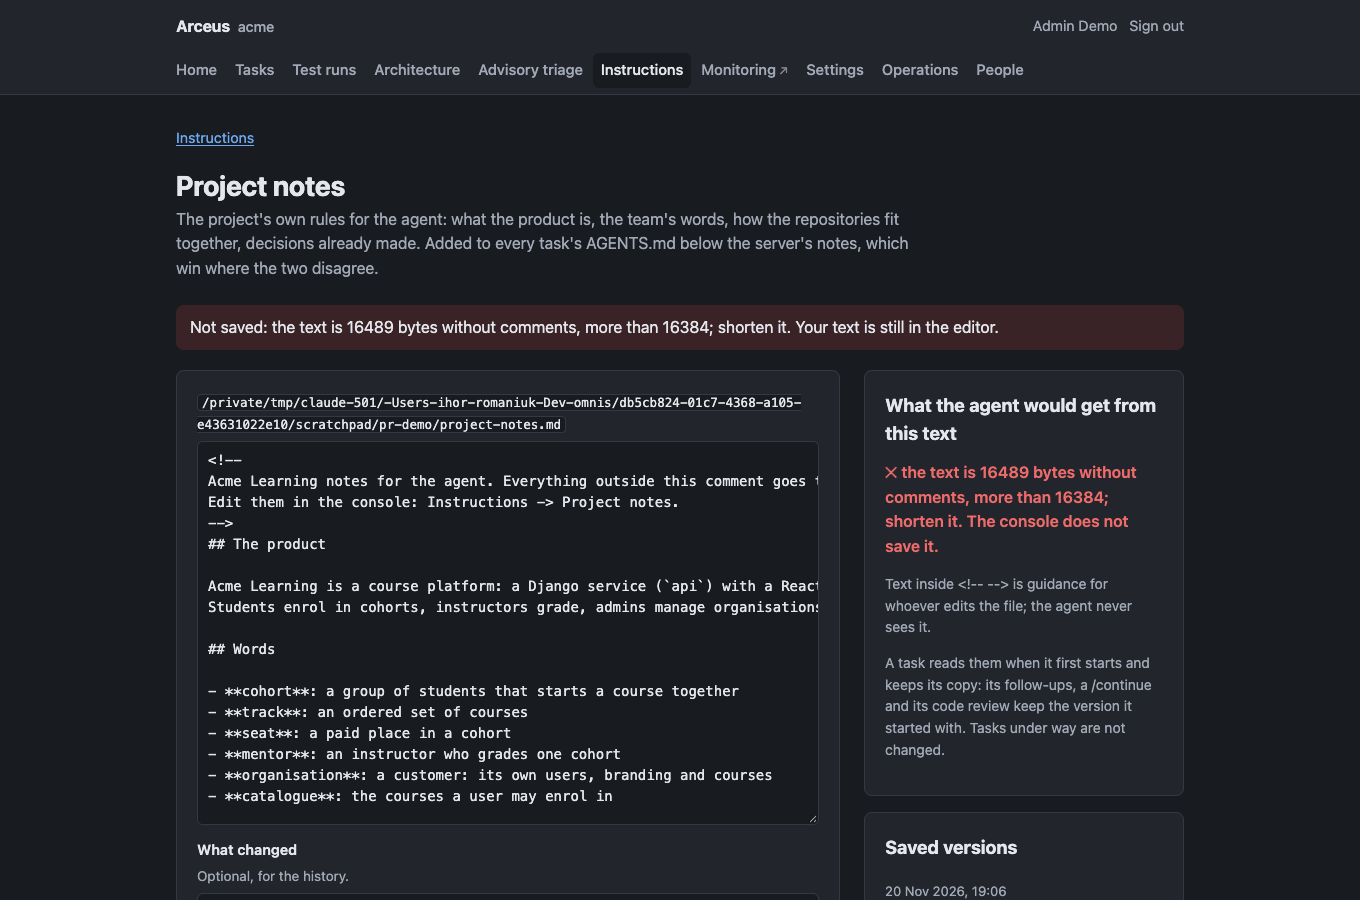 Arceus acme
Admin Demo Sign out
Home Tasks Test runs Architecture Advisory triage Instructions Monitoring↗ Settings Operations People
Instructions
Project notes
The project's own rules for the agent: what the product is, the team's words, how the repositories fit
together, decisions already made. Added to every task's AGENTS.md below the server's notes, which
win where the two disagree.
Not saved: the text is 16489 bytes without comments, more than 16384; shorten it. Your text is still in the editor.
/private/tmp/claude-501/-Users-ihor-romaniuk-Dev-omnis/db5cb824-01c7-4368-a105-
e43631022e10/scratchpad/pr-demo/project-notes.md
<!--
Acme Learning notes for the agent. Everything outside this comment goes
Edit them in the console: Instructions -> Project notes.
-->
## The product
Acme Learning is a course platform: a Django service (`api`) with a React
Students enrol in cohorts, instructors grade, admins manage organisations
## Words
- **cohort**: a group of students that starts a course together
- **track**: an ordered set of courses
- **seat**: a paid place in a cohort
- **mentor**: an instructor who grades one cohort
- **organisation**: a customer: its own users, branding and courses
- **catalogue**: the courses a user may enrol in
What changed
Optional, for the history.
What the agent would get from
this text
✕ the text is 16489 bytes without
comments, more than 16384;
shorten it. The console does not
save it.
Text inside <!-- --> is guidance for
whoever edits the file; the agent never
sees it.
A task reads them when it first starts and
keeps its copy: its follow-ups, a /continue
and its code review keep the version it
started with. Tasks under way are not
changed.
Saved versions
20 Nov 2026, 19:06